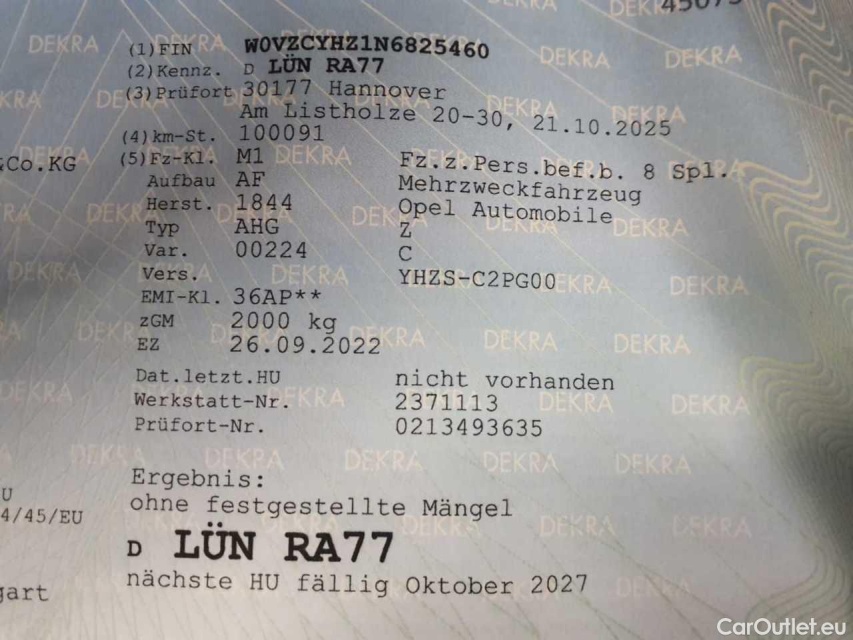 45075
(1)FIN W0VZCYHZ1N6825460
(2)Kennz. D LÜN RA77
(3)Prüfort 30177 Hannover
Am Listholze 20-30, 21.10.2025
(4)km-St. 100091
&Co.KG (5)Fz-Kl. M1 Fz.z.Pers.bef.b. 8 Spl.
Aufbau AF Mehrzweckfahrzeug
Herst. 1844 Opel Automobile
Typ AHG Z
Var. 00224 C
Vers. YHZS-C2PG00
EMI-Kl. 36AP**
zGM 2000 kg
EZ 26.09.2022
Dat.letzt.HU nicht vorhanden
Werkstatt-Nr. 2371113
Prüfort-Nr. 0213493635
Ergebnis:
U ohne festgestellte Mängel
4/45/EU
D LÜN RA77
gart nächste HU fällig Oktober 2027
DEKRA
CarOutlet.eu